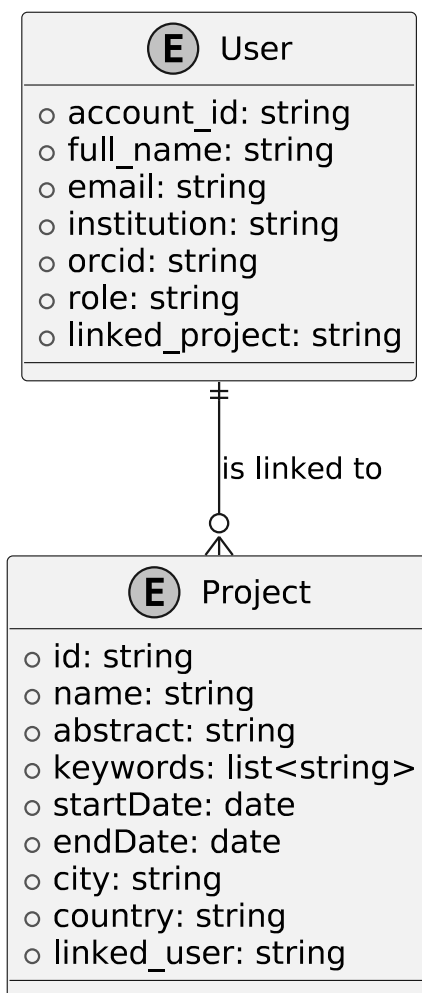 E User
account_id: string
full_name: string
email: string
institution: string
orcid: string
role: string
linked_project: string
is linked to
E Project
id: string
name: string
abstract: string
keywords: list<string>
startDate: date
endDate: date
city: string
country: string
linked_user: string